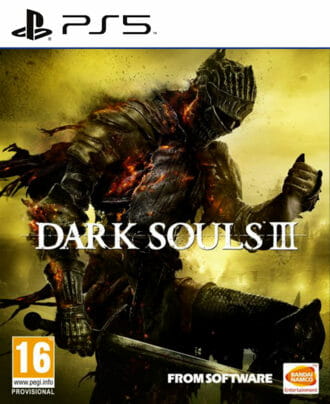 PS5
DARK SOULS III
16
www.pegi.info
PROVISIONAL
FROM SOFTWARE
BANDAI
NAMCO
Entertainment